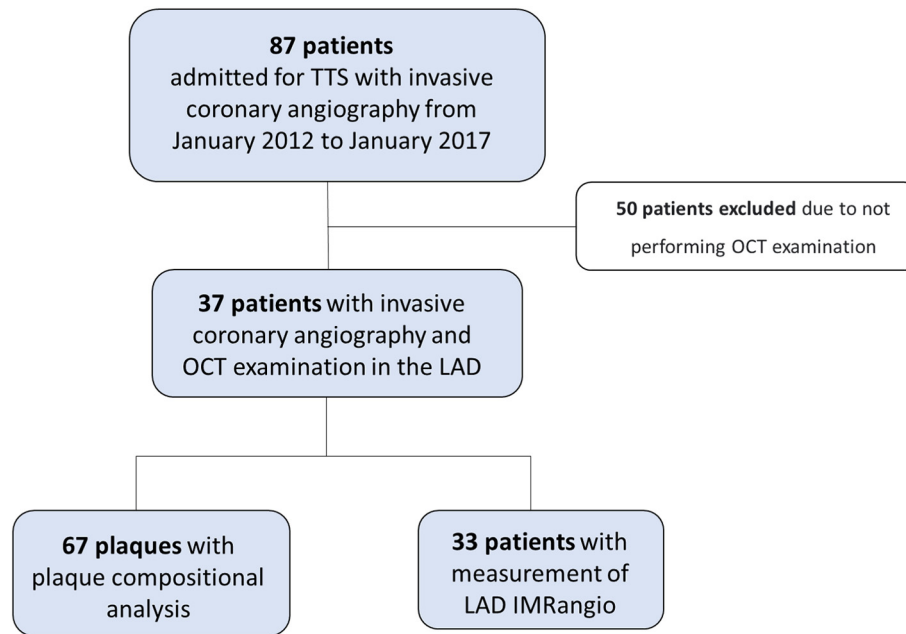 87 patients
admitted for TTS with invasive
coronary angiography from
January 2012 to January 2017
50 patients excluded due to not
performing OCT examination
37 patients with invasive
coronary angiography and
OCT examination in the LAD
67 plaques with
plaque compositional
analysis
33 patients with
measurement of
LAD IMRangio